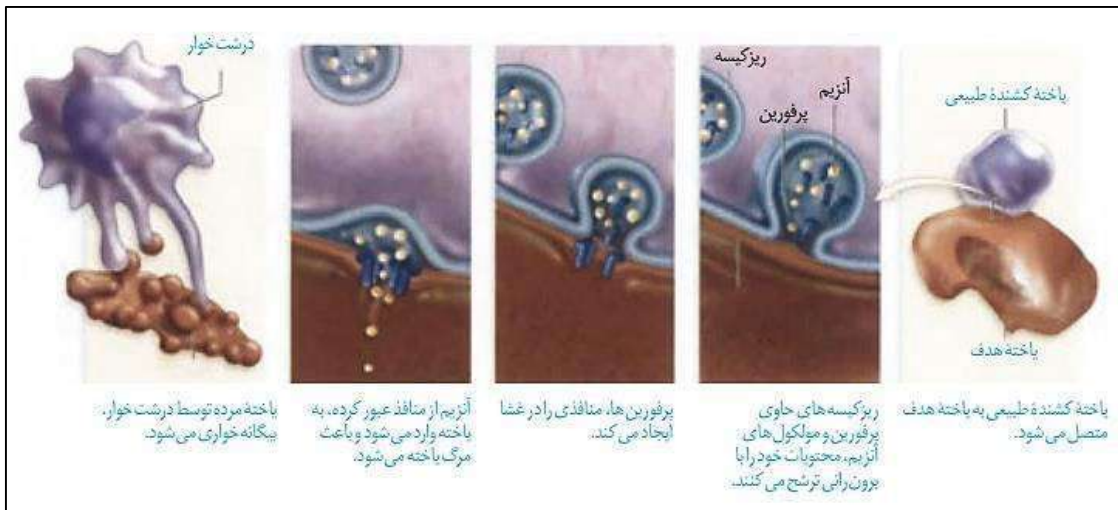 یاختهٔ کشندهٔ طبیعی
یاختهٔ هدف
یاختهٔ کشندهٔ طبیعی به یاختهٔ هدف
متصل می‌شود.
ریزکیسه
آنزیم
پرفورین
ریزکیسه‌های حاوی
پرفورین و مولکول‌های
آنزیم، محتویات خود را با
برون‌رانی ترشح می‌کنند.
پرفورین‌ها، منافذی را در غشا
ایجاد می‌کند.
آنزیم از منافذ عبور کرده، به
یاخته وارد می‌شود و باعث
مرگ یاخته می‌شود.
درشت خوار
یاختهٔ مرده توسط درشت خوار،
بیگانه خواری می‌شود.